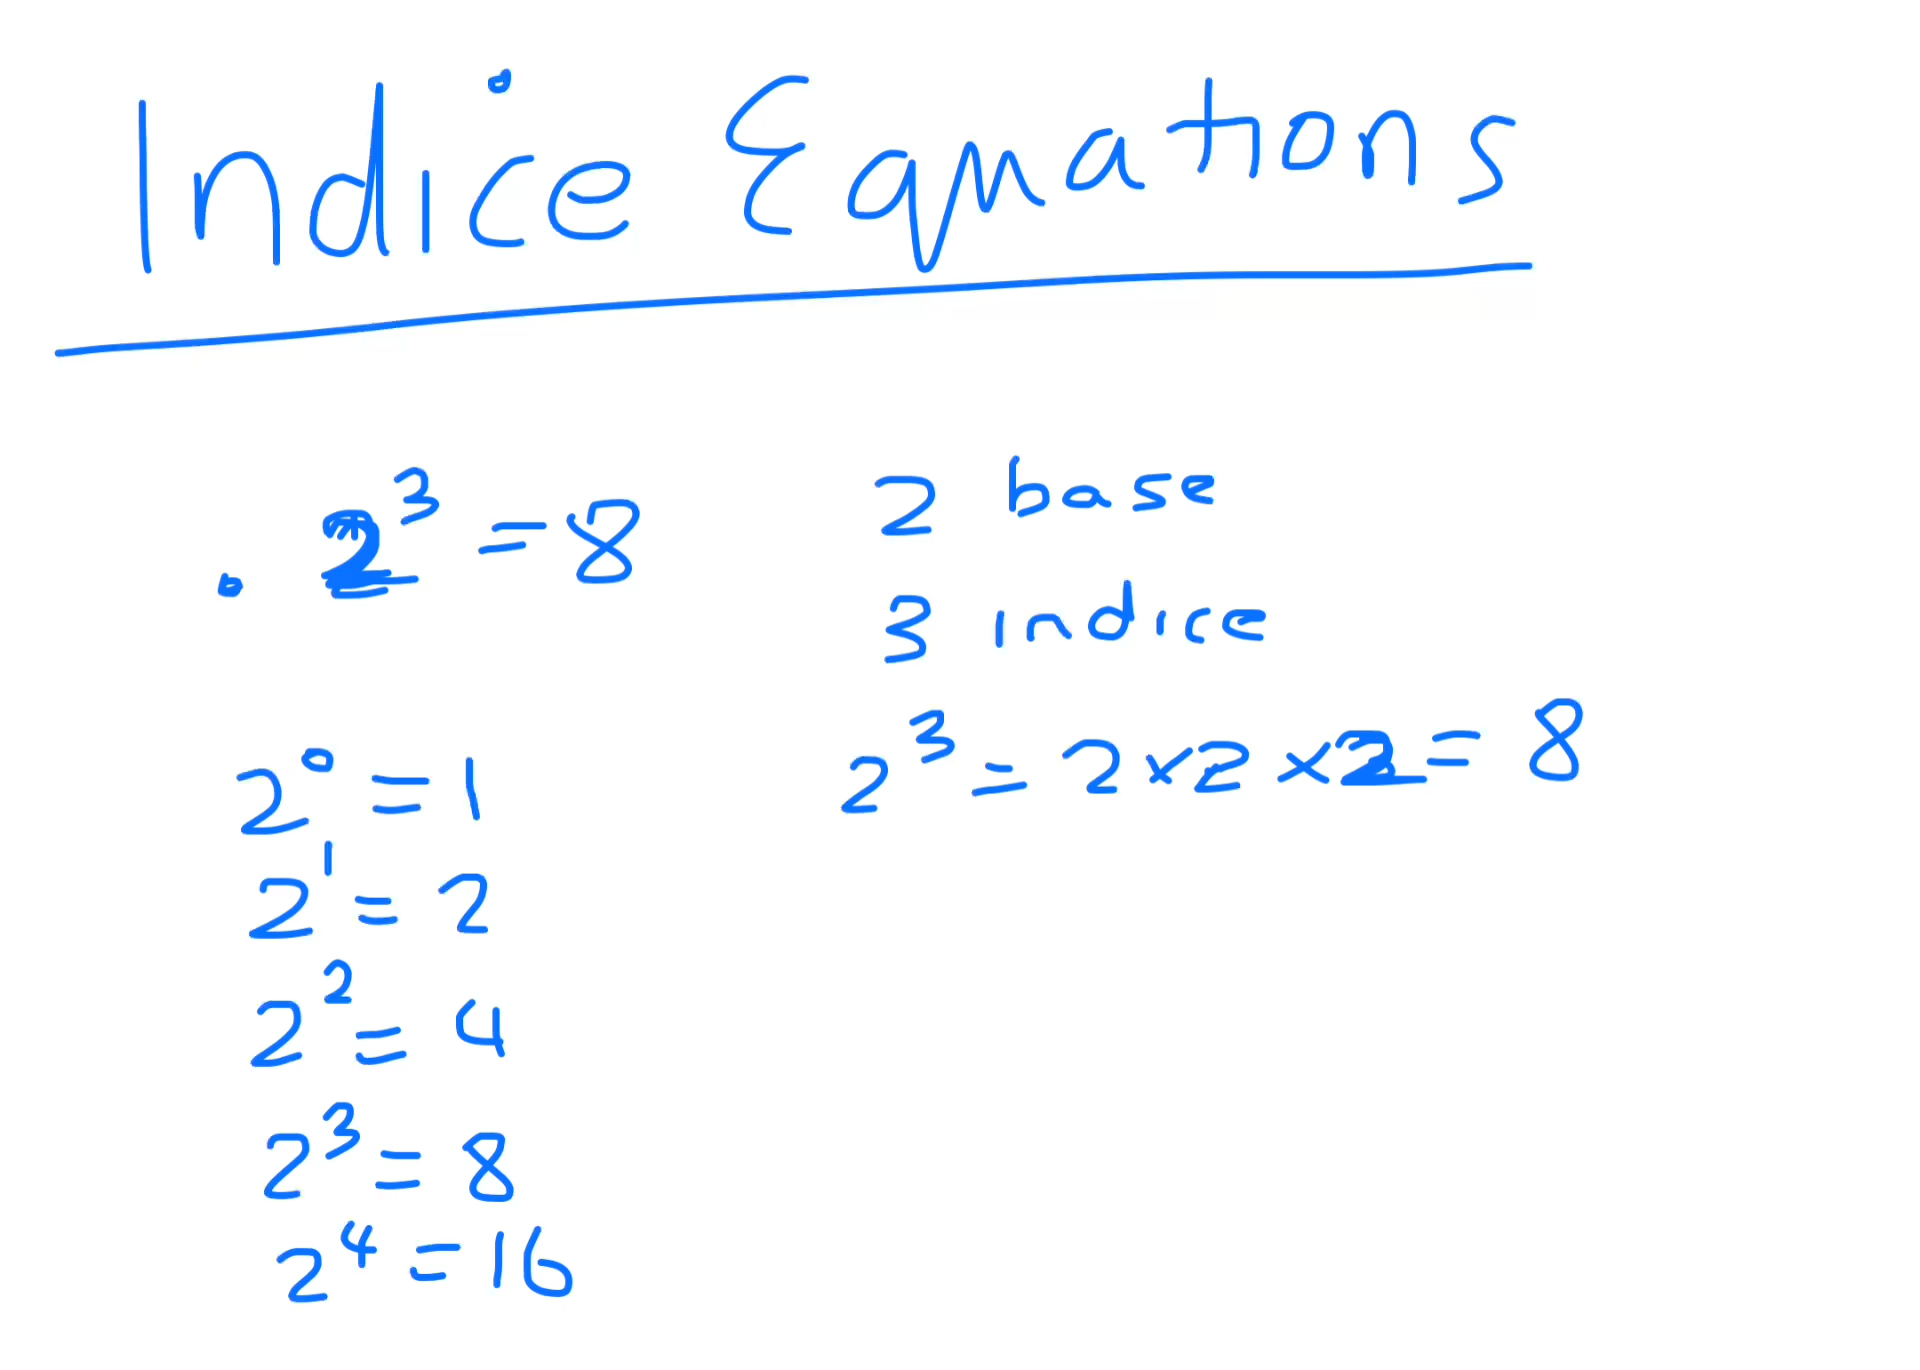 Indice Equations
. 2³ = 8
2 base
3 indice
2³ = 2 × 2 × 2 = 8
2⁰ = 1
2¹ = 2
2² = 4
2³ = 8
2⁴ = 16